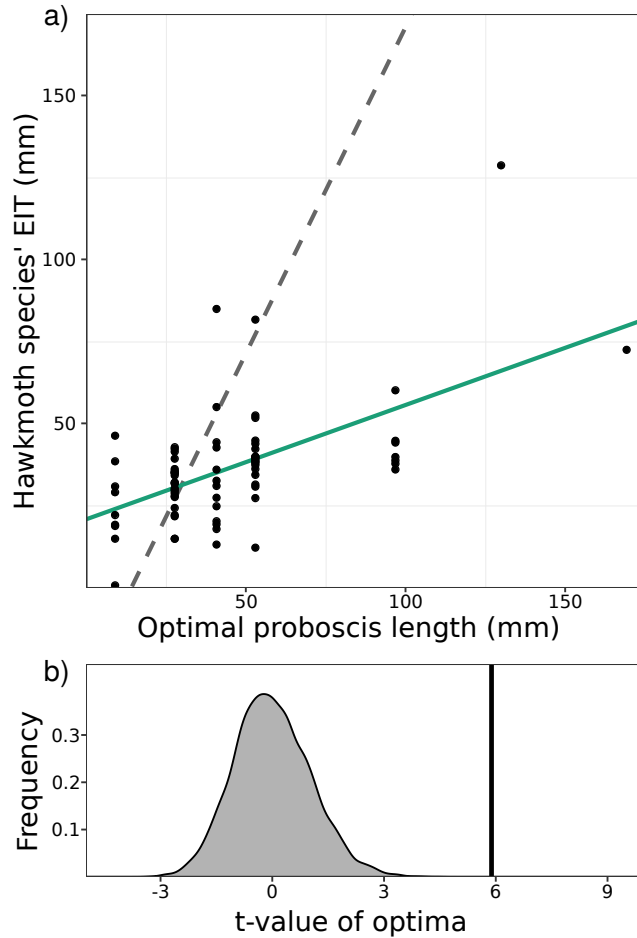 a)
150
100
50
Hawkmoth species' EIT (mm)
50 100 150
Optimal proboscis length (mm)
b)
0.3
0.2
0.1
Frequency
-3 0 3 6 9
t-value of optima